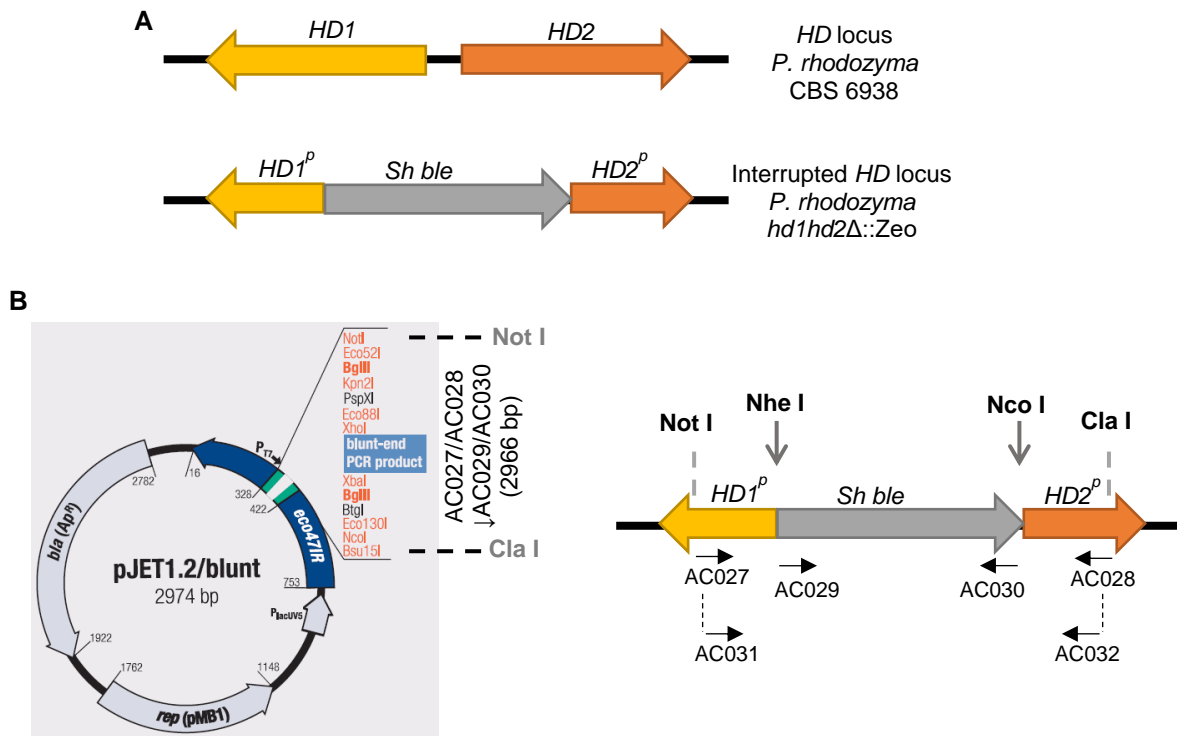 A
HD1
HD2
HD locus
P. rhodozyma
CBS 6938
HD1p
Sh ble
HD2p
Interrupted HD locus
P. rhodozyma
hd1hd2Δ::Zeo
B
NotI
Eco52I
BglII
Kpn2I
PspXI
Eco88I
XhoI
blunt-end
PCR product
XbaI
BglII
BtgI
Eco130I
NcoI
Bsu15I
Not I
Cla I
AC027/AC028
↓AC029/AC030
(2966 bp)
PT7
2782
16
328
422
bla (ApR)
eco47IR
pJET1.2/blunt
2974 bp
753
PlacUV5
1922
1762
1148
rep (pMB1)
Not I
Nhe I
Nco I
Cla I
HD1p
Sh ble
HD2p
AC027
AC029
AC030
AC028
AC031
AC032